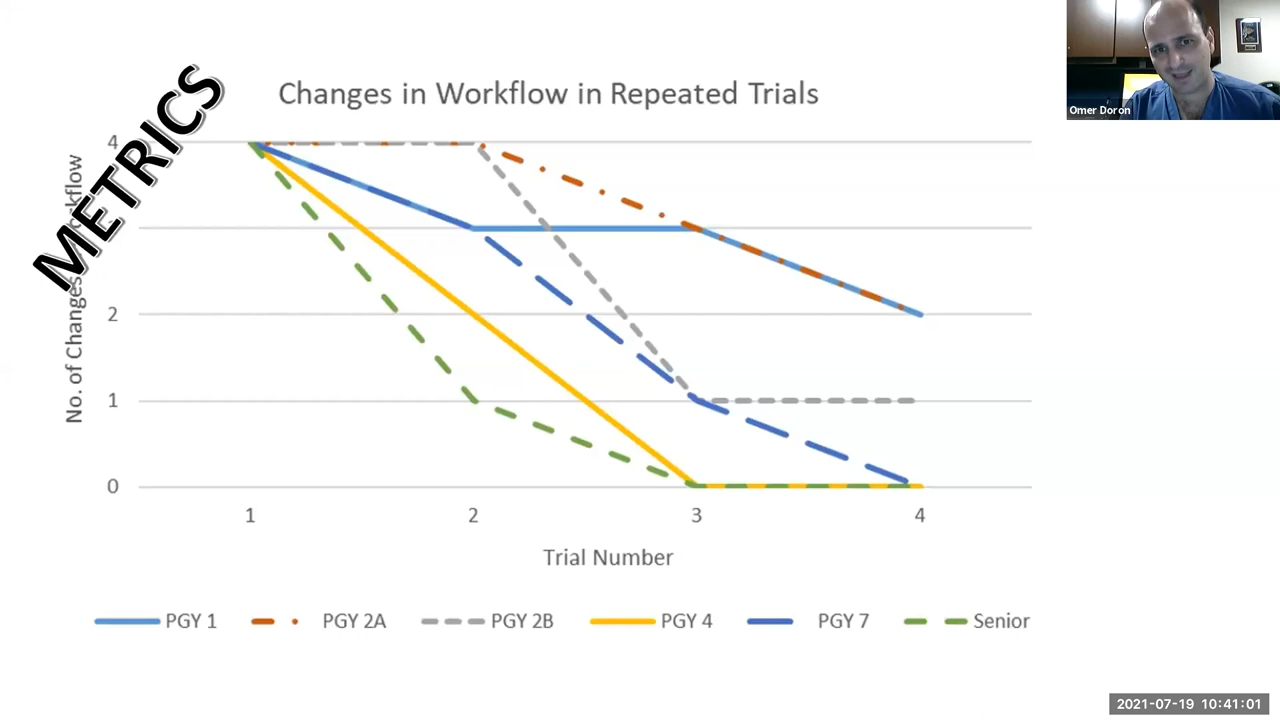 Omer Doron
METRICS
Changes in Workflow in Repeated Trials
No. of Changes
4
2
1
0
1 2 3 4
Trial Number
PGY 1 PGY 2A PGY 2B PGY 4 PGY 7 Senior
2021-07-19 10:41:01